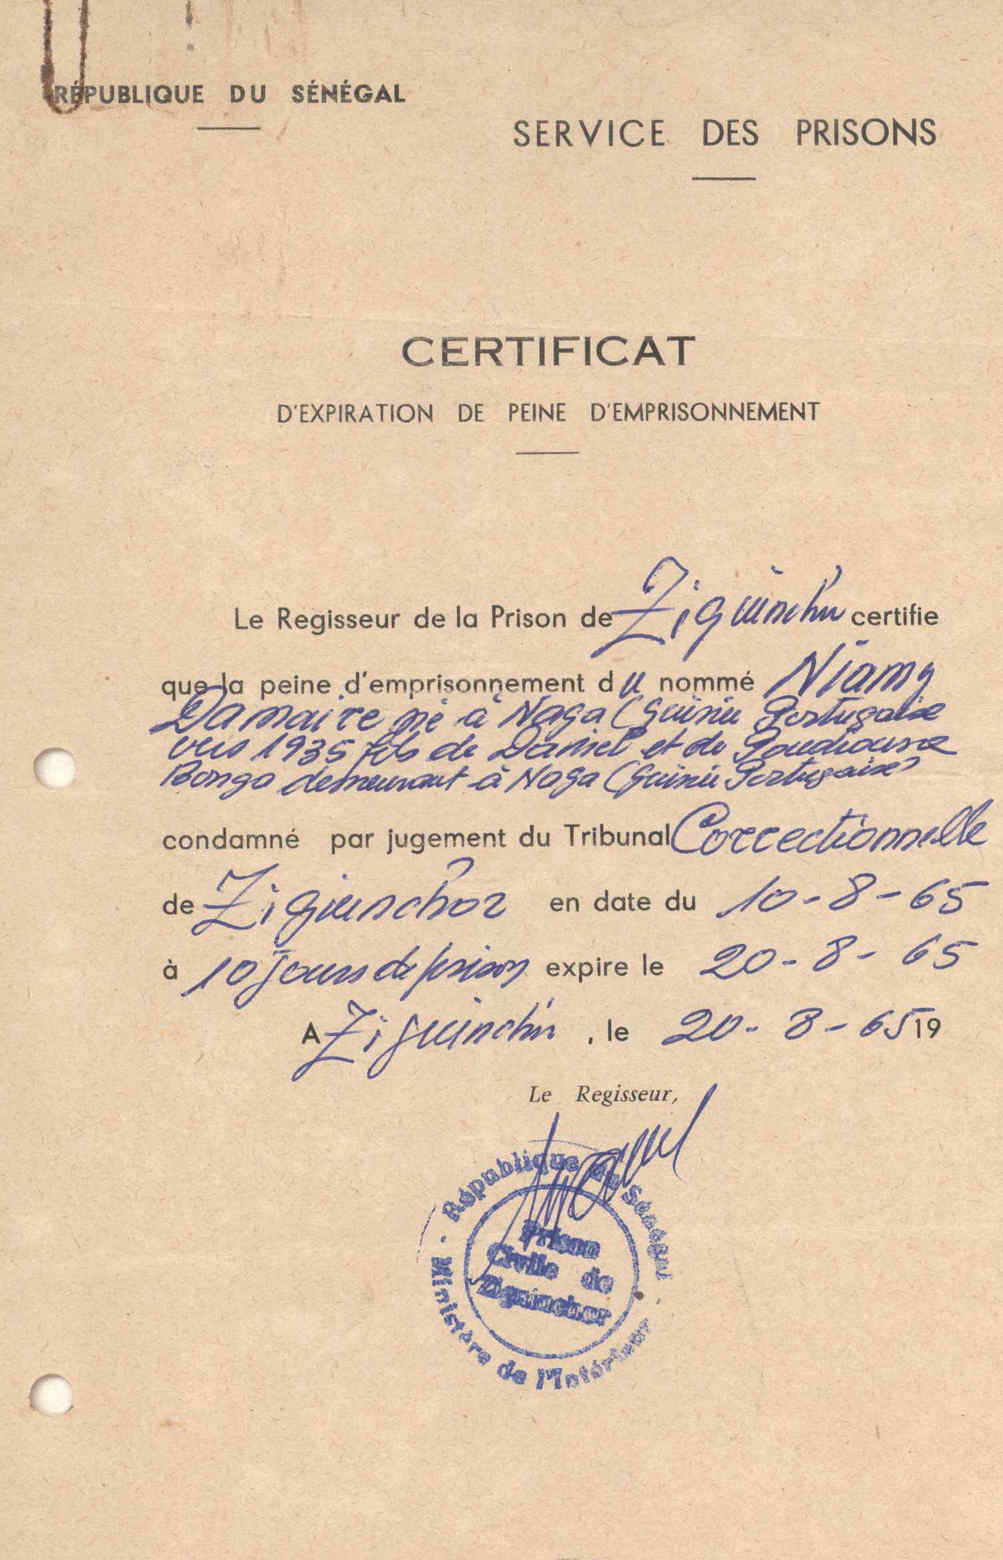 RÉPUBLIQUE DU SÉNÉGAL
SERVICE DES PRISONS
CERTIFICAT
D'EXPIRATION DE PEINE D'EMPRISONNEMENT
Le Regisseur de la Prison de Ziguinchor certifie
que la peine d'emprisonnement du nommé Niamy
Damaire né à Naga (Guinée Portugaise
vers 1935 fils de Daniel et de
Bongo demeurant à Naga (Guinée Portugaise)
condamné par jugement du Tribunal Correctionnelle
de Ziguinchor en date du 10-8-65
à 10 jours de prison expire le 20-8-65
A Ziguinchor, le 20-8-65 19
Le Regisseur,
République du Sénégal
Prison
Civile de
Ziguinchor
Ministère de l'Intérieur